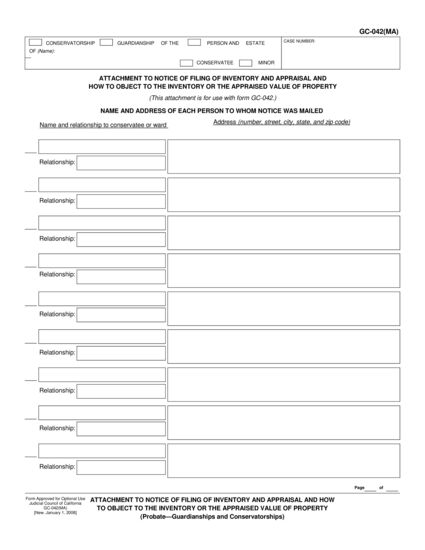 GC-042(MA)
CONSERVATORSHIP GUARDIANSHIP OF THE PERSON AND ESTATE
CASE NUMBER:
OF (Name):
CONSERVATEE MINOR
ATTACHMENT TO NOTICE OF FILING OF INVENTORY AND APPRAISAL AND
HOW TO OBJECT TO THE INVENTORY OR THE APPRAISED VALUE OF PROPERTY
(This attachment is for use with form GC-042.)
NAME AND ADDRESS OF EACH PERSON TO WHOM NOTICE WAS MAILED
Name and relationship to conservatee or ward
Address (number, street, city, state, and zip code)
Relationship:
Relationship:
Relationship:
Relationship:
Relationship:
Relationship:
Relationship:
Relationship:
Relationship:
Page of
Form Approved for Optional Use
Judicial Council of California
GC-042(MA)
[New January 1, 2008]
ATTACHMENT TO NOTICE OF FILING OF INVENTORY AND APPRAISAL AND HOW
TO OBJECT TO THE INVENTORY OR THE APPRAISED VALUE OF PROPERTY
(Probate—Guardianships and Conservatorships)